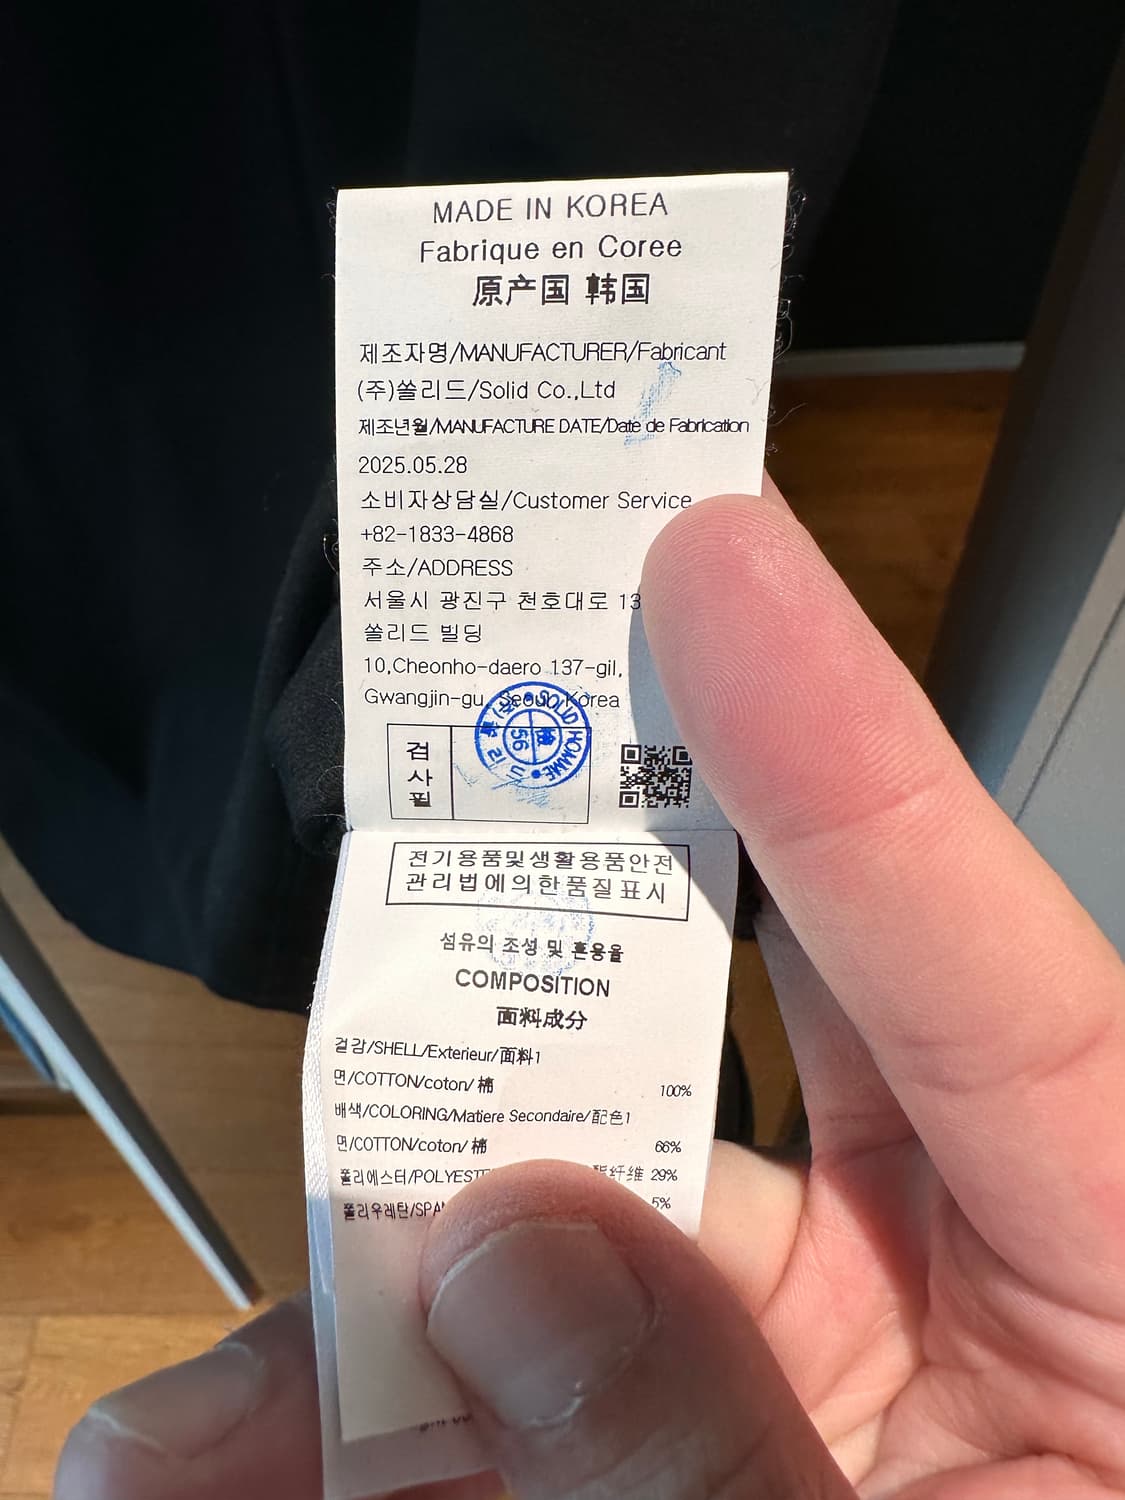 MADE IN KOREA
Fabrique en Coree
原产国 韩国
제조자명/MANUFACTURER/Fabricant
(주)쏠리드/Solid Co.,Ltd
제조년월/MANUFACTURE DATE/Date de Fabrication
2025.05.28
소비자상담실/Customer Service
+82-1833-4868
주소/ADDRESS
서울시 광진구 천호대로 13
쏠리드 빌딩
10,Cheonho-daero 137-gil,
Gwangjin-gu, Seoul, Korea
검사필
SOLID HOMME
56
전기용품및생활용품안전
관리법에의한품질표시
섬유의 조성 및 혼용율
COMPOSITION
面料成分
겉감/SHELL/Exterieur/面料1
면/COTTON/coton/棉 100%
배색/COLORING/Matiere Secondaire/配色1
면/COTTON/coton/棉 66%
폴리에스터/POLYESTE 纤维 29%
폴리우레탄/SPAN 5%